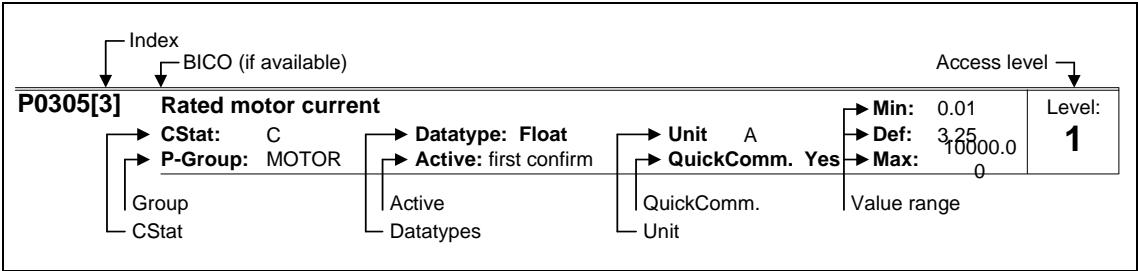 Index
BICO (if available) Access level
P0305[3] Rated motor current Min: 0.01 Level:
CStat: C Datatype: Float Unit A Def: 3.25 1
P-Group: MOTOR Active: first confirm QuickComm. Yes Max: 10000.0
0
Group Active QuickComm. Value range
CStat Datatypes Unit